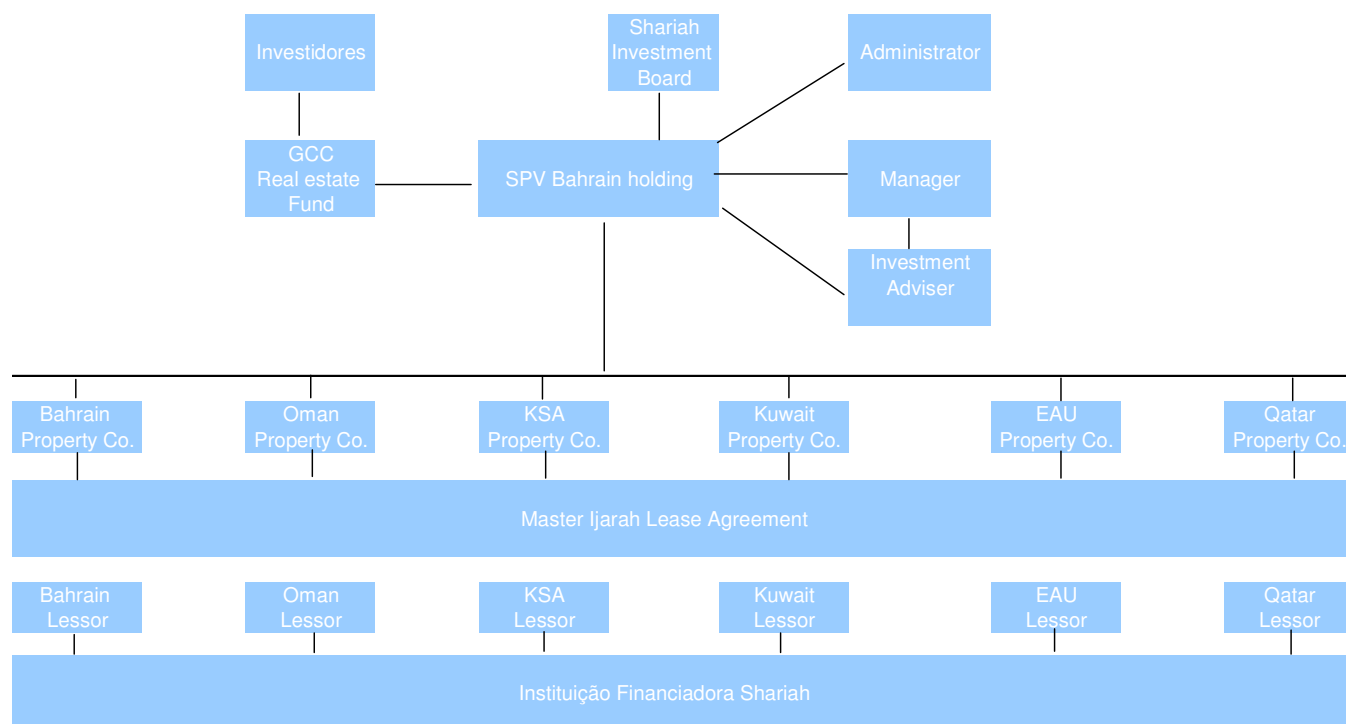 Investidores
Shariah
Investment
Board
Administrator
GCC
Real estate
Fund
SPV Bahrain holding
Manager
Investment
Adviser
Bahrain
Property Co.
Oman
Property Co.
KSA
Property Co.
Kuwait
Property Co.
EAU
Property Co.
Qatar
Property Co.
Master Ijarah Lease Agreement
Bahrain
Lessor
Oman
Lessor
KSA
Lessor
Kuwait
Lessor
EAU
Lessor
Qatar
Lessor
Instituição Financiadora Shariah